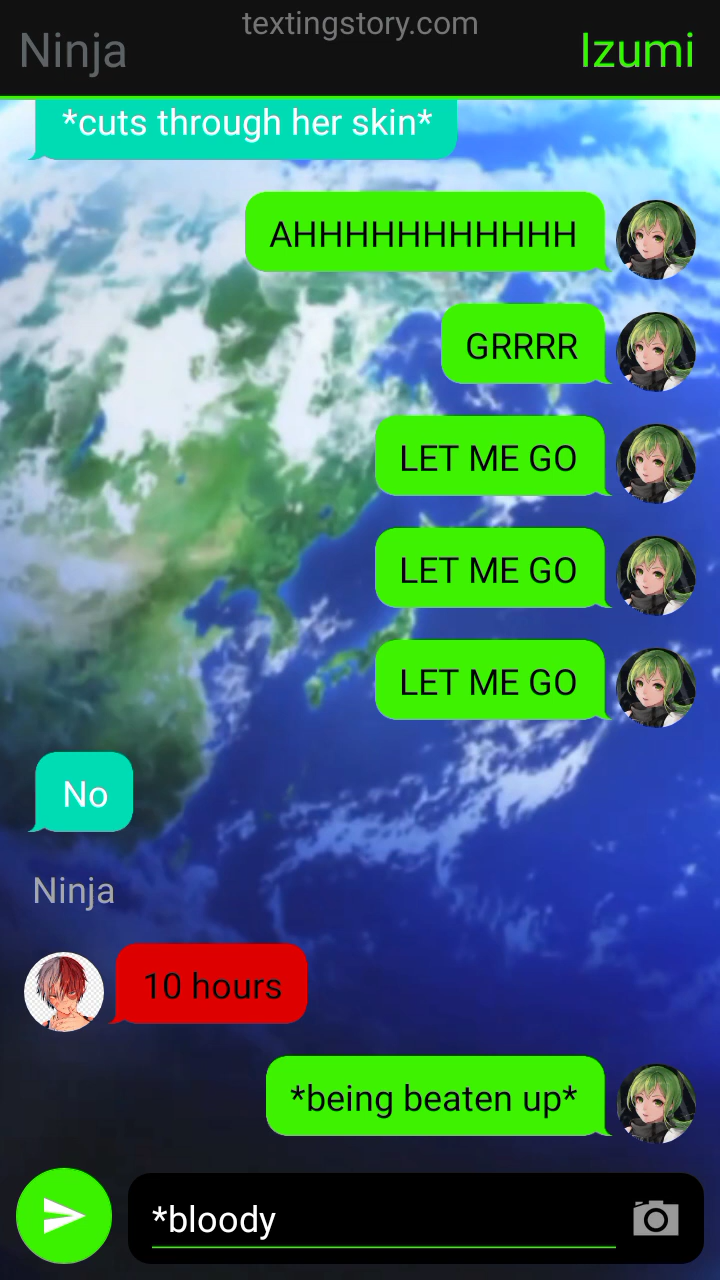 textingstory.com
Ninja
Izumi
*cuts through her skin*
AHHHHHHHHHHHH
GRRRR
LET ME GO
LET ME GO
LET ME GO
No
Ninja
10 hours
*being beaten up*
*bloody